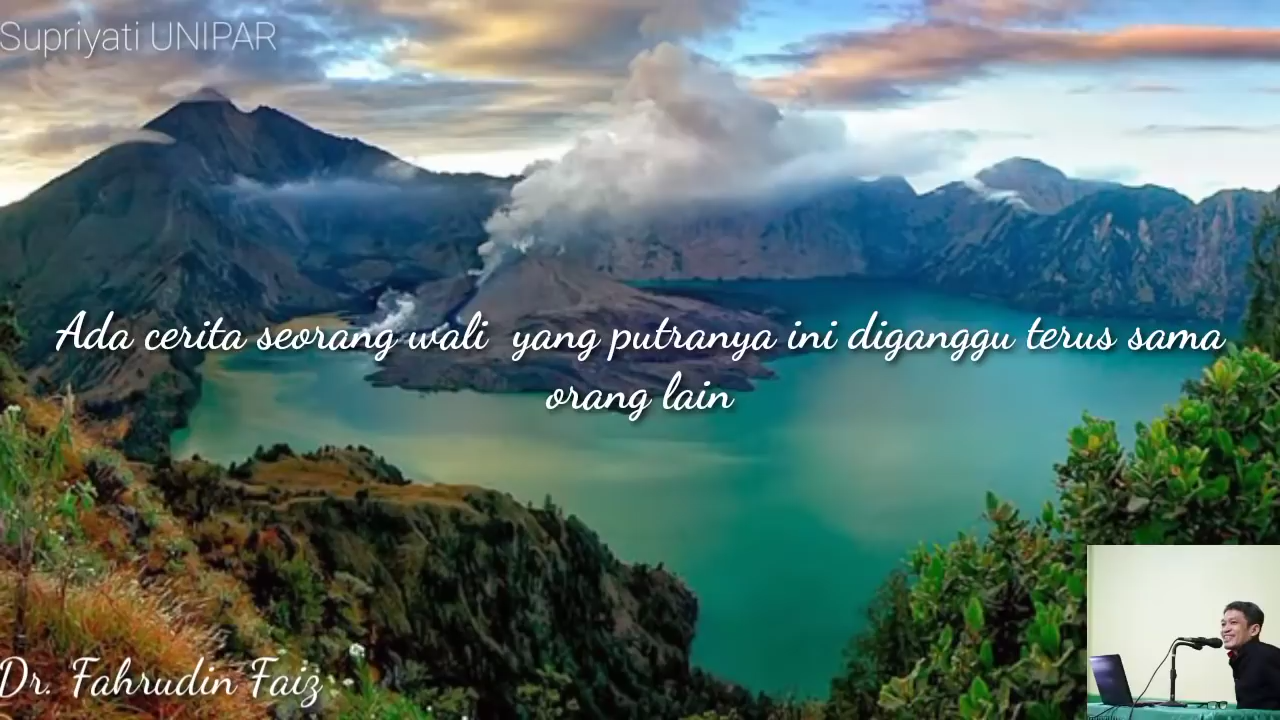 Supriyati UNIPAR
Ada cerita seorang wali yang putranya ini diganggu terus sama
orang lain
Dr. Fahrudin Faiz